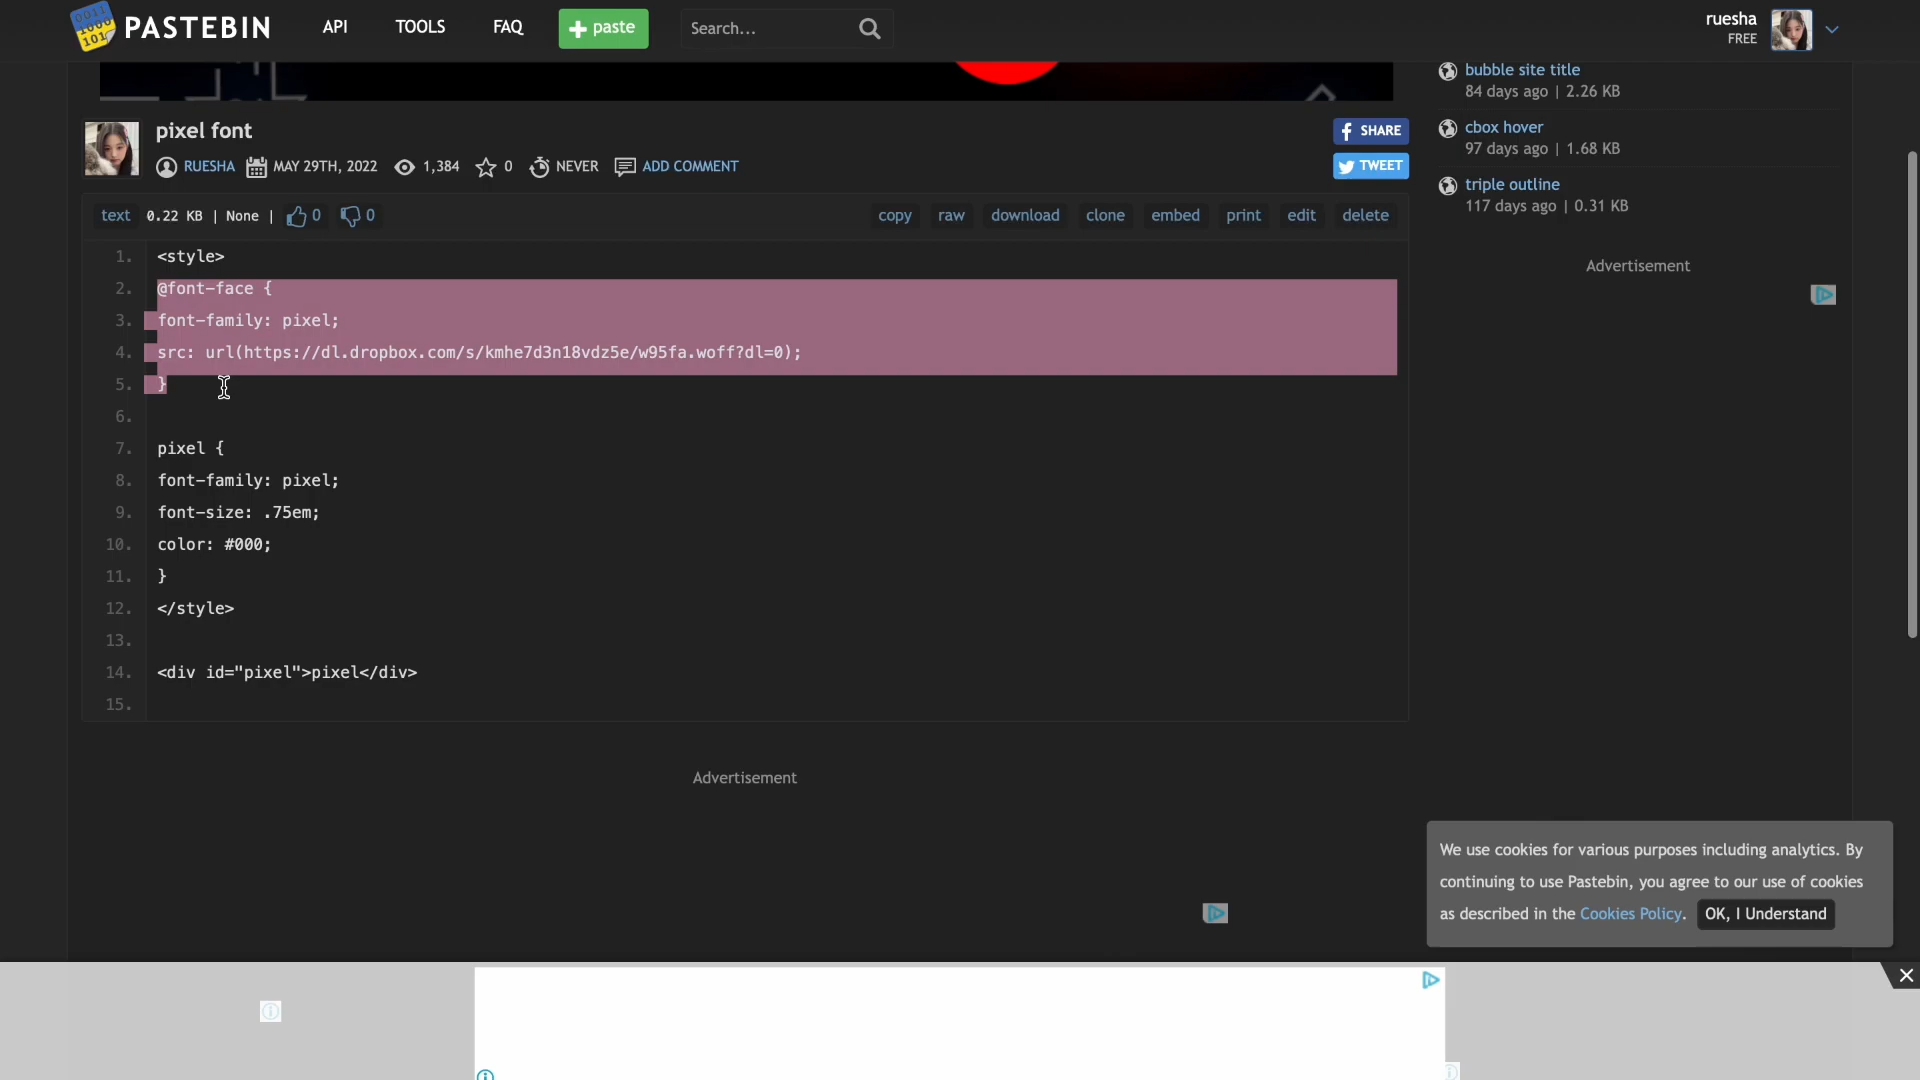 PASTEBIN API TOOLS FAQ + paste Search... ruesha FREE
bubble site title
84 days ago | 2.26 KB
cbox hover
97 days ago | 1.68 KB
triple outline
117 days ago | 0.31 KB
Advertisement
pixel font
RUESHA MAY 29TH, 2022 1,384 0 NEVER ADD COMMENT
SHARE
TWEET
text 0.22 KB | None | 0 0 copy raw download clone embed print edit delete
1. <style>
2. @font-face {
3. font-family: pixel;
4. src: url(https://dl.dropbox.com/s/kmhe7d3n18vdz5e/w95fa.woff?dl=0);
5. }
6.
7. pixel {
8. font-family: pixel;
9. font-size: .75em;
10. color: #000;
11. }
12. </style>
13.
14. <div id="pixel">pixel</div>
15.
Advertisement
We use cookies for various purposes including analytics. By
continuing to use Pastebin, you agree to our use of cookies
as described in the Cookies Policy. OK, I Understand